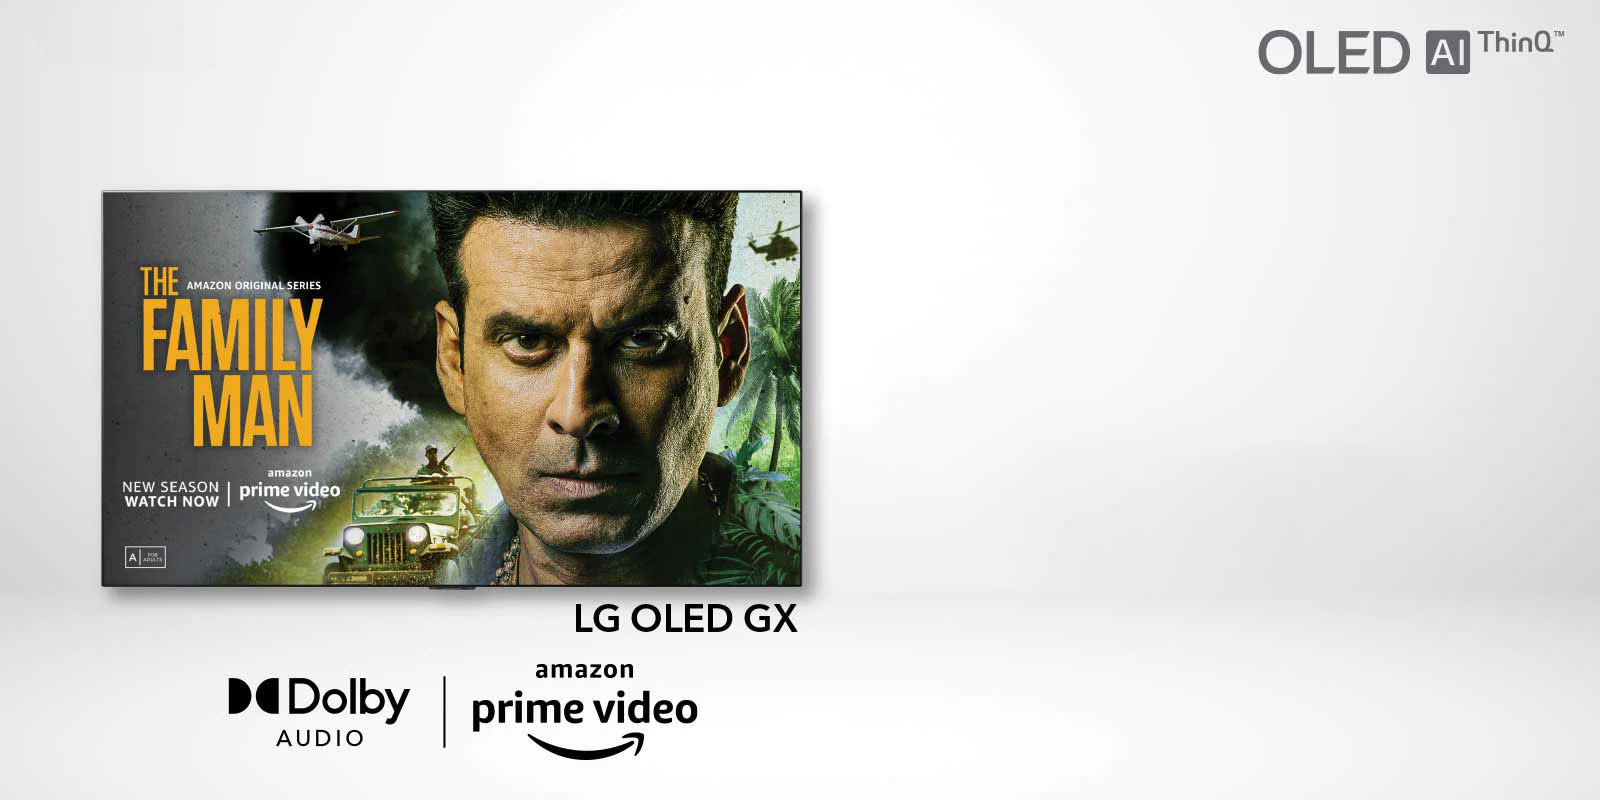 OLED AI ThinQ™
THE
AMAZON ORIGINAL SERIES
FAMILY
MAN
NEW SEASON
WATCH NOW
amazon
prime video
A FOR
ADULTS
LG OLED GX
Dolby
AUDIO
amazon
prime video